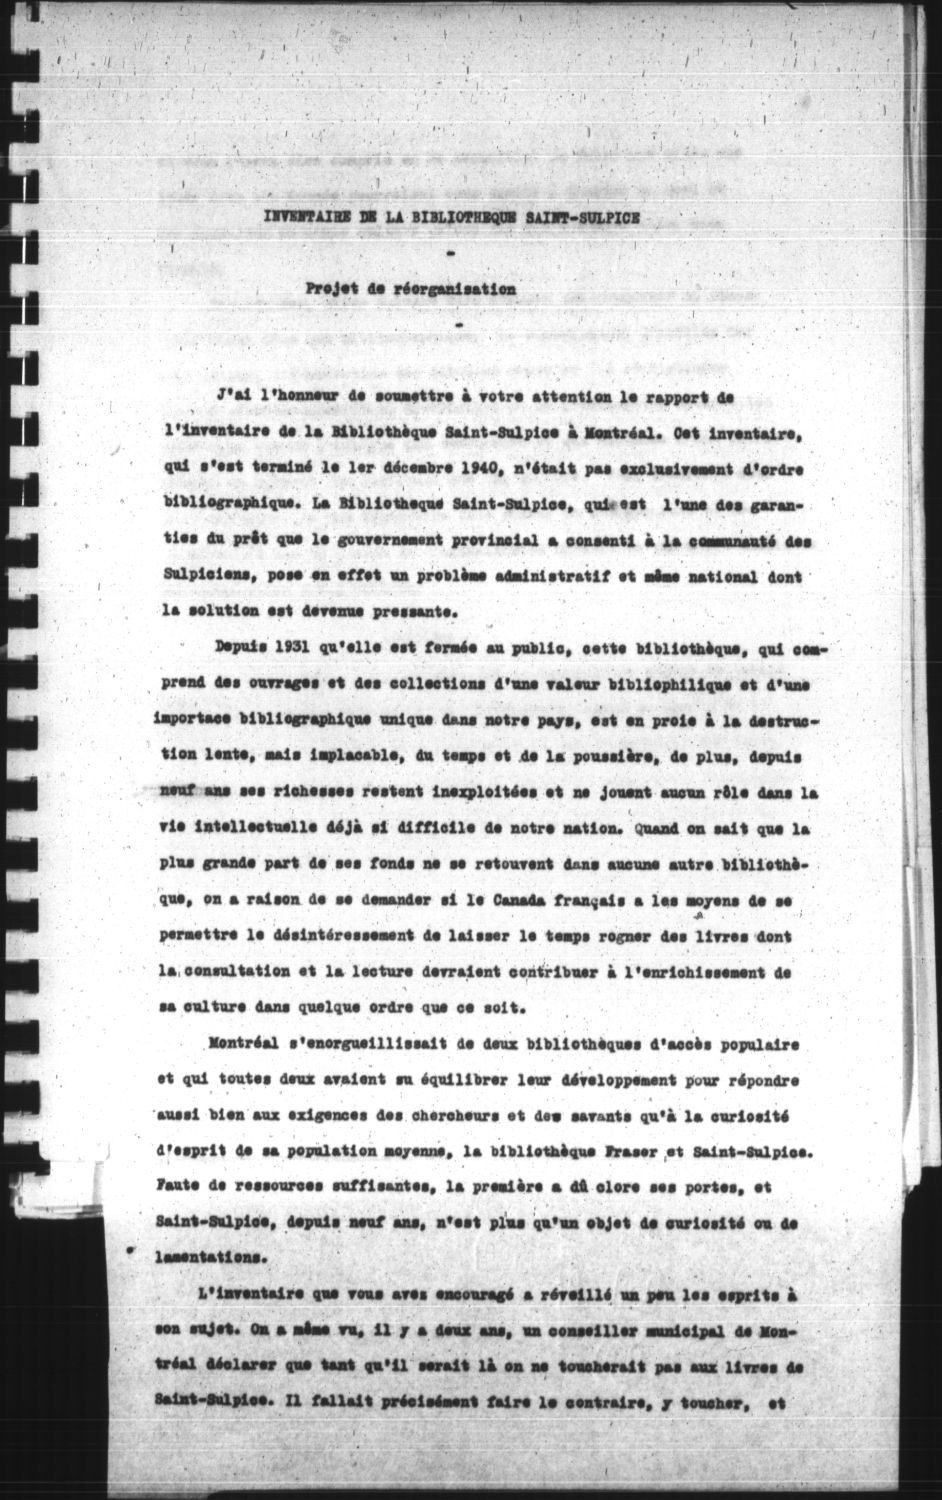 INVENTAIRE DE LA BIBLIOTHEQUE SAINT-SULPICE
-
Projet de réorganisation
-
J'ai l'honneur de soumettre à votre attention le rapport de
l'inventaire de la Bibliothèque Saint-Sulpice à Montréal. Cet inventaire,
qui s'est terminé le 1er décembre 1940, n'était pas exclusivement d'ordre
bibliographique. La Bibliotheque Saint-Sulpice, qui est l'une des garan-
ties du prêt que le gouvernement provincial a consenti à la communauté des
Sulpiciens, pose en effet un problème administratif et même national dont
la solution est devenue pressante.
Depuis 1931 qu'elle est fermée au public, cette bibliothèque, qui com-
prend des ouvrages et des collections d'une valeur bibliophilique et d'une
importace bibliographique unique dans notre pays, est en proie à la destruc-
tion lente, mais implacable, du temps et de la poussière, de plus, depuis
neuf ans ses richesses restent inexploitées et ne jouent aucun rôle dans la
vie intellectuelle déjà si difficile de notre nation. Quand on sait que la
plus grande part de ses fonds ne se retouvent dans aucune autre bibliothè-
que, on a raison de se demander si le Canada français a les moyens de se
permettre le désintéressement de laisser le temps rogner des livres dont
la consultation et la lecture devraient contribuer à l'enrichissement de
sa culture dans quelque ordre que ce soit.
Montréal s'enorgueillissait de deux bibliothèques d'accès populaire
et qui toutes deux avaient su équilibrer leur développement pour répondre
aussi bien aux exigences des chercheurs et des savants qu'à la curiosité
d'esprit de sa population moyenne, la bibliothèque Fraser et Saint-Sulpice.
Faute de ressources suffisantes, la première a dû clore ses portes, et
Saint-Sulpice, depuis neuf ans, n'est plus qu'un objet de curiosité ou de
lamentations.
L'inventaire que vous avez encouragé a réveillé un peu les esprits à
son sujet. On a même vu, il y a deux ans, un conseiller municipal de Mon-
tréal déclarer que tant qu'il serait là on ne toucherait pas aux livres de
Saint-Sulpice. Il fallait précisément faire le contraire, y toucher, et